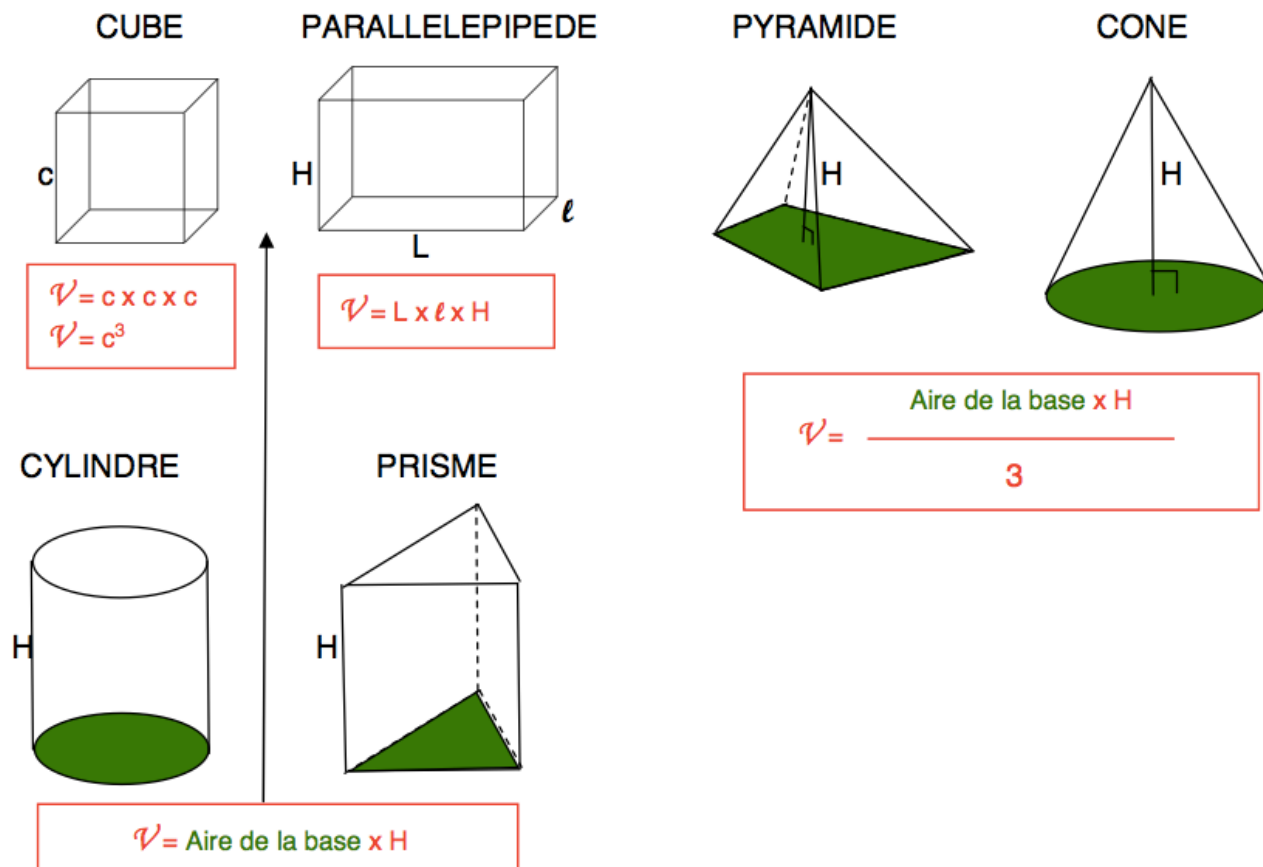 CUBE
PARALLELEPIPEDE
PYRAMIDE
CONE
c
H
L
ℓ
H
H
𝒱 = c x c x c
𝒱 = c³
𝒱 = L x ℓ x H
Aire de la base x H
𝒱 =
3
CYLINDRE
PRISME
H
H
𝒱 = Aire de la base x H